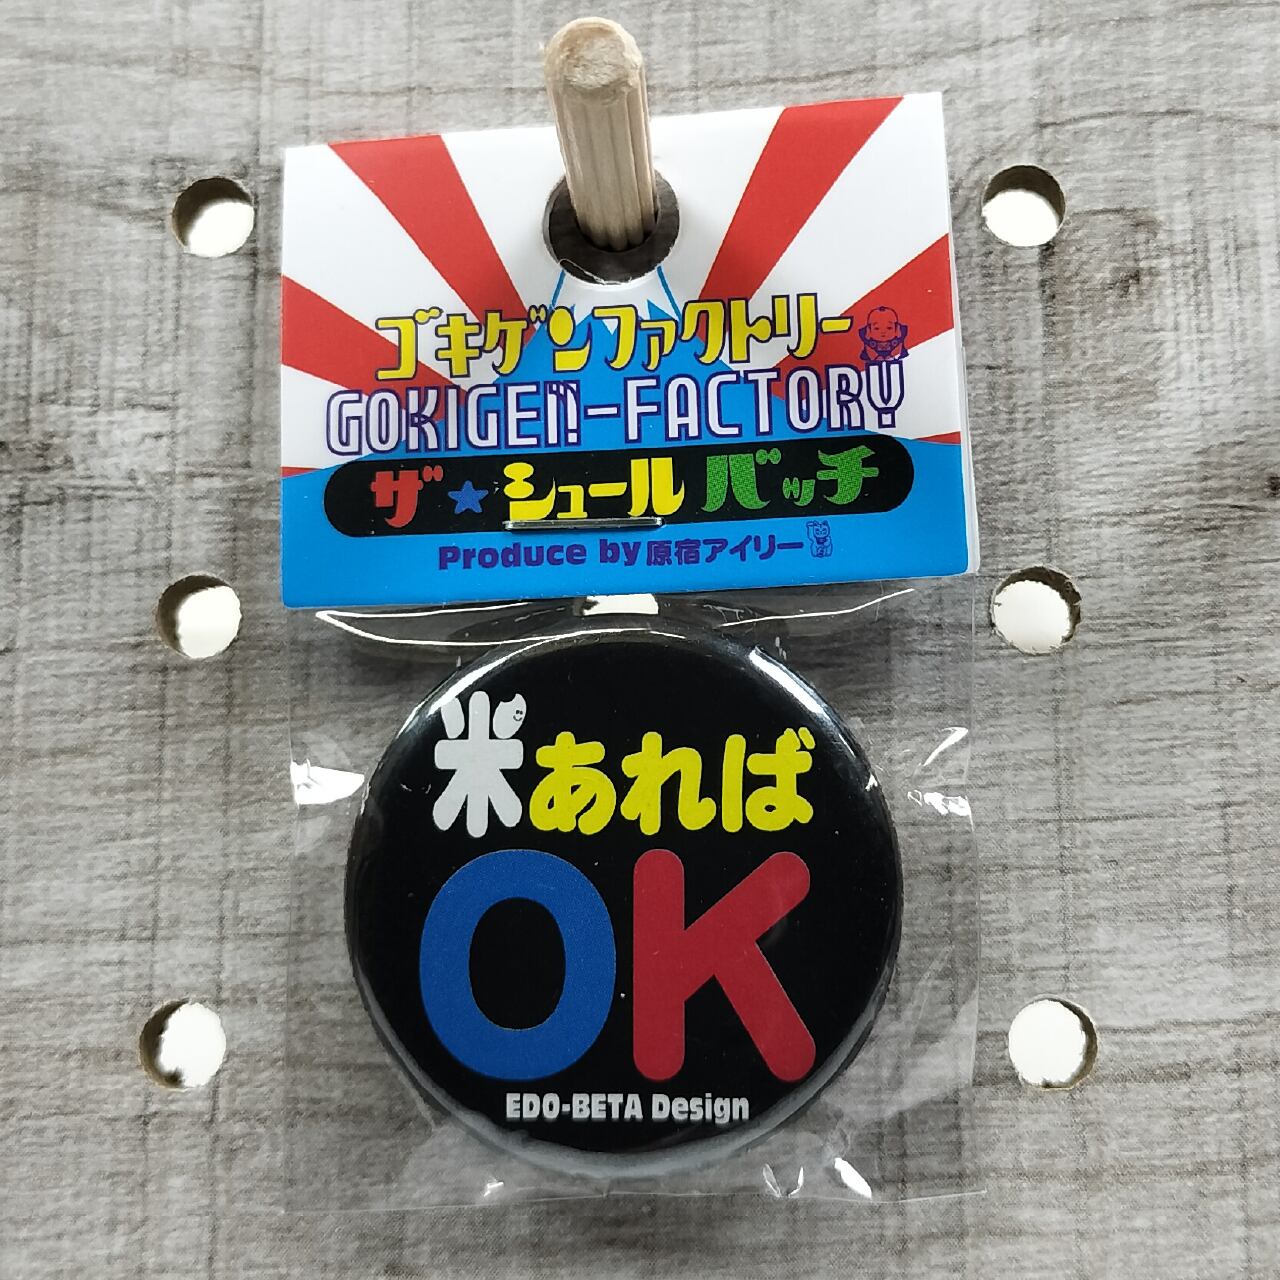 ゴキゲンファクトリー
GOKIGEN-FACTORY
ザ★シュールバッチ
Produce by 原宿アイリー
米あれば
OK
EDO-BETA Design